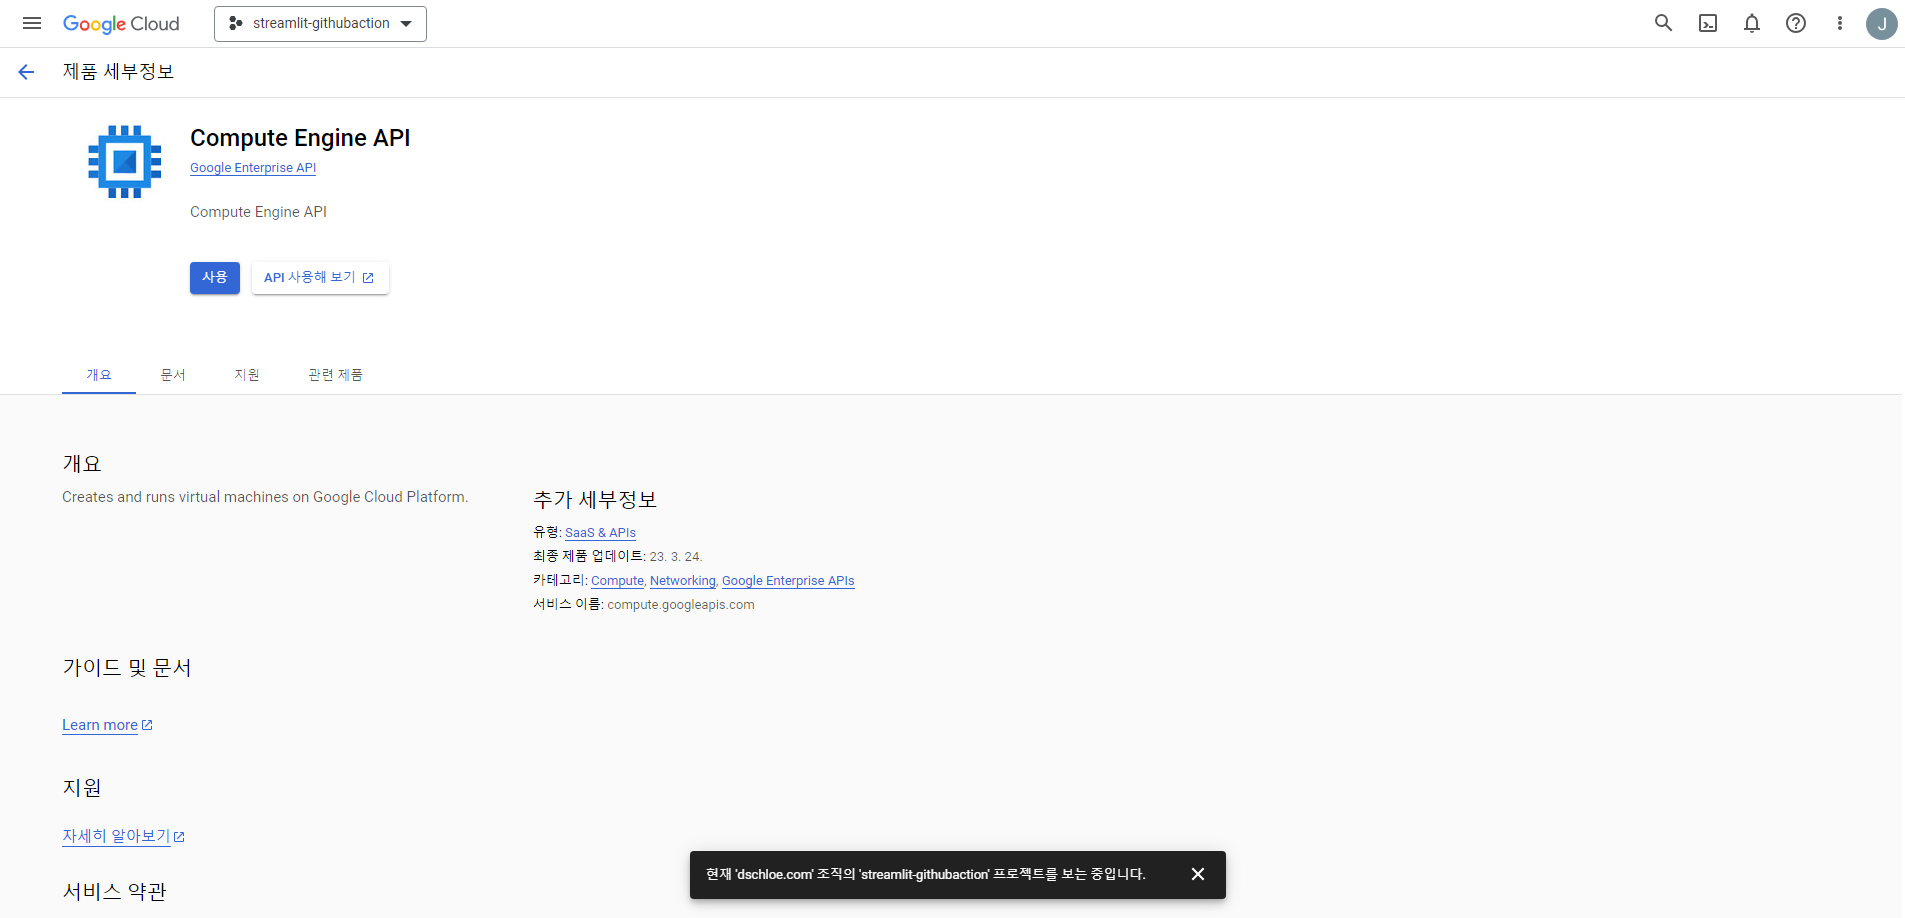 Google Cloud
streamlit-githubaction
J
제품 세부정보
Compute Engine API
Google Enterprise API
Compute Engine API
사용
API 사용해 보기
개요 문서 지원 관련 제품
개요
Creates and runs virtual machines on Google Cloud Platform.
추가 세부정보
유형: SaaS & APIs
최종 제품 업데이트: 23. 3. 24.
카테고리: Compute, Networking, Google Enterprise APIs
서비스 이름: compute.googleapis.com
가이드 및 문서
Learn more
지원
자세히 알아보기
서비스 약관
현재 'dschloe.com' 조직의 'streamlit-githubaction' 프로젝트를 보는 중입니다.